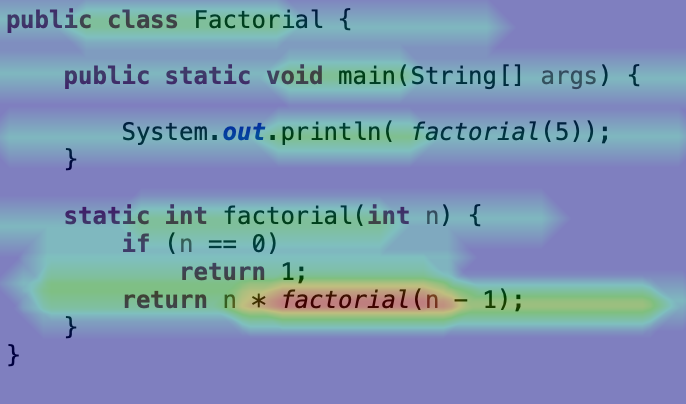 public class Factorial {
public static void main(String[] args) {
System.out.println( factorial(5));
}
static int factorial(int n) {
if (n == 0)
return 1;
return n * factorial(n - 1);
}
}